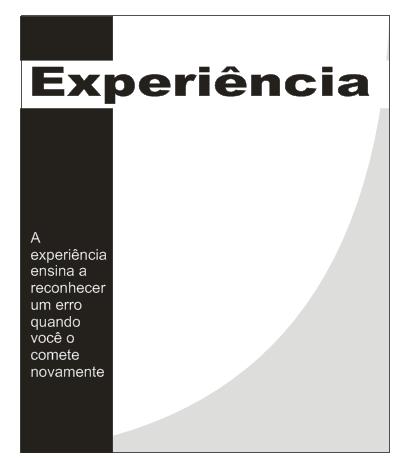 Experiência
A
experiência
ensina a
reconhecer
um erro
quando
você o
comete
novamente